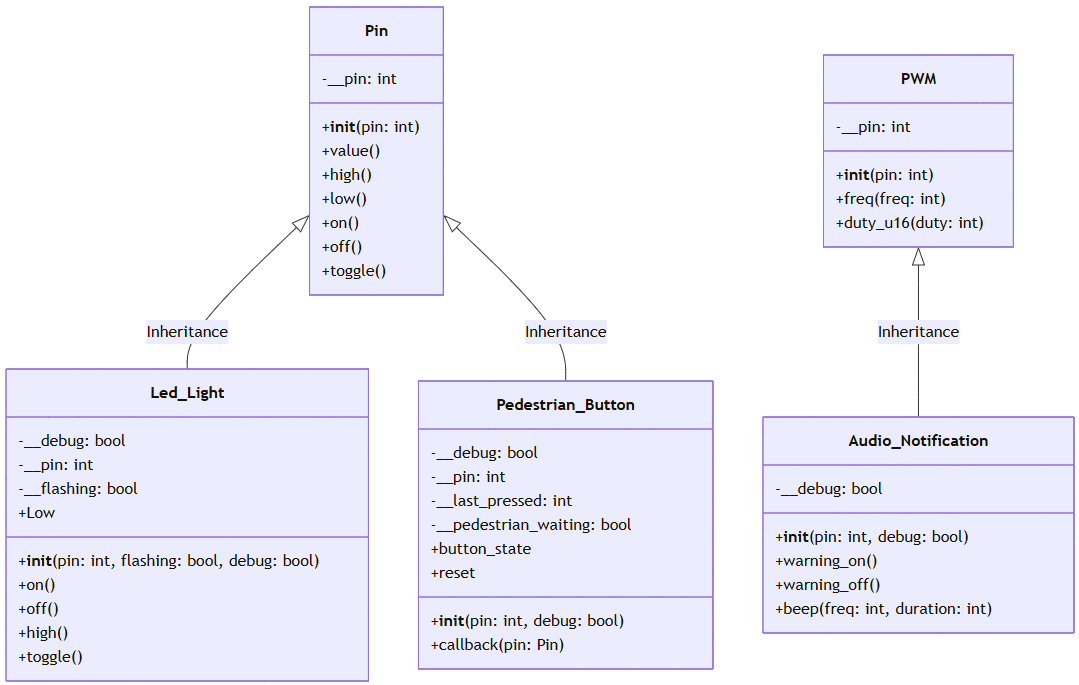 Pin
-__pin: int
+init(pin: int)
+value()
+high()
+low()
+on()
+off()
+toggle()
PWM
-__pin: int
+init(pin: int)
+freq(freq: int)
+duty_u16(duty: int)
Inheritance
Inheritance
Inheritance
Led_Light
-__debug: bool
-__pin: int
-__flashing: bool
+Low
+init(pin: int, flashing: bool, debug: bool)
+on()
+off()
+high()
+toggle()
Pedestrian_Button
-__debug: bool
-__pin: int
-__last_pressed: int
-__pedestrian_waiting: bool
+button_state
+reset
+init(pin: int, debug: bool)
+callback(pin: Pin)
Audio_Notification
-__debug: bool
+init(pin: int, debug: bool)
+warning_on()
+warning_off()
+beep(freq: int, duration: int)